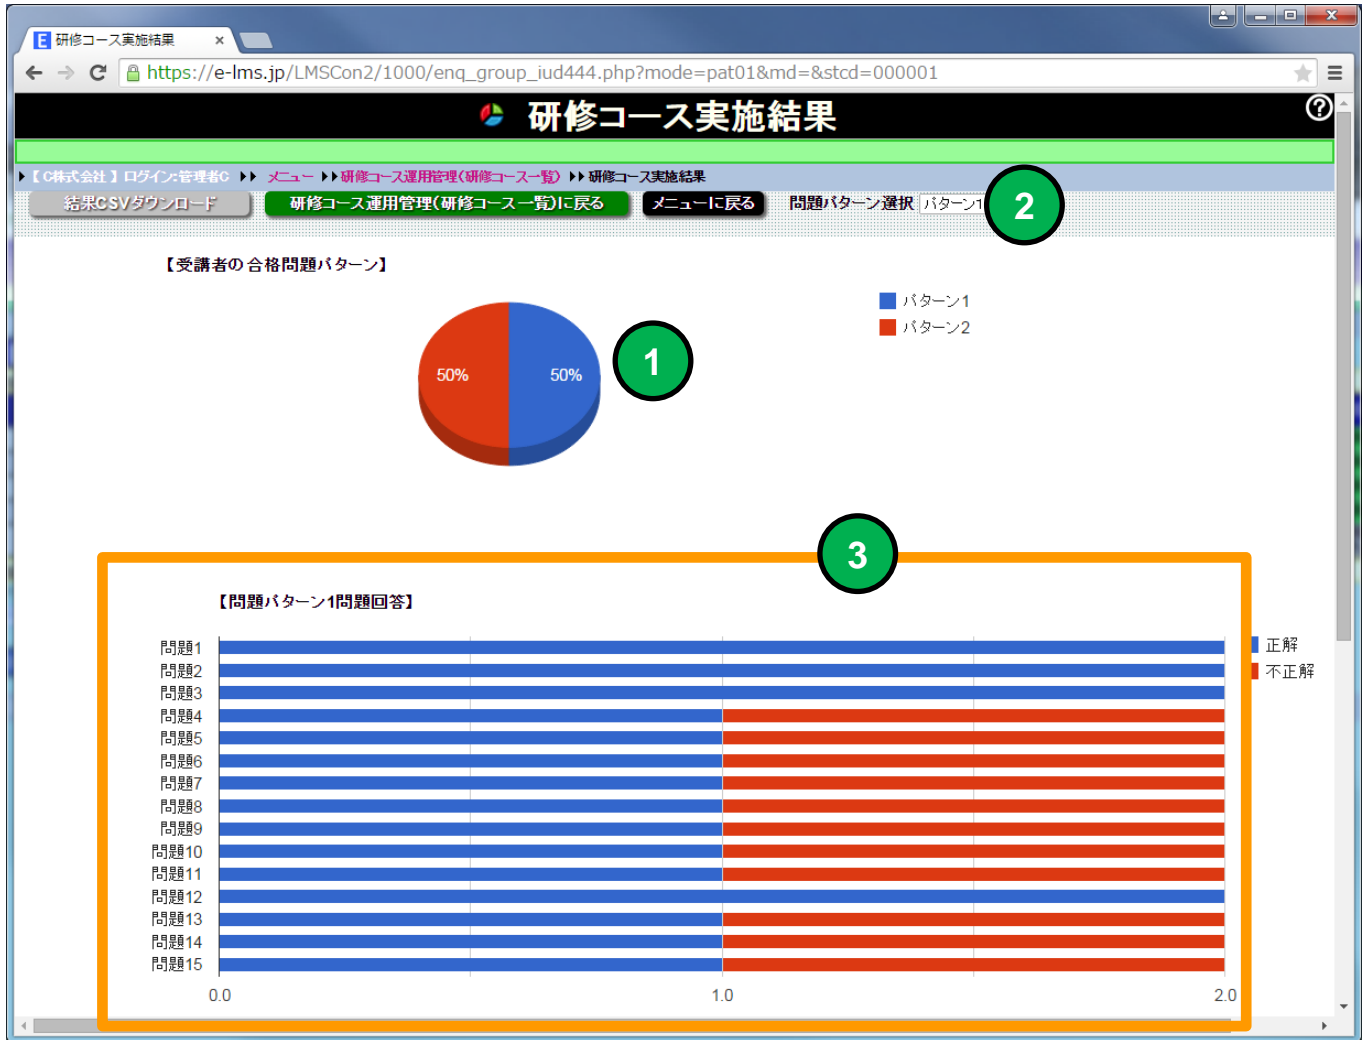 研修コース実施結果
https://e-lms.jp/LMSCon2/1000/enq_group_iud444.php?mode=pat01&md=&stcd=000001
研修コース実施結果
【 C株式会社 】 ログイン:管理者C メニュー 研修コース運用管理(研修コース一覧) 研修コース実施結果
結果CSVダウンロード 研修コース運用管理(研修コース一覧)に戻る メニューに戻る 問題パターン選択 パターン1 2
【受講者の合格問題パターン】
パターン1
パターン2
50% 50% 1
3
【問題パターン1問題回答】
正解
不正解
問題1
問題2
問題3
問題4
問題5
問題6
問題7
問題8
問題9
問題10
問題11
問題12
問題13
問題14
問題15
0.0 1.0 2.0